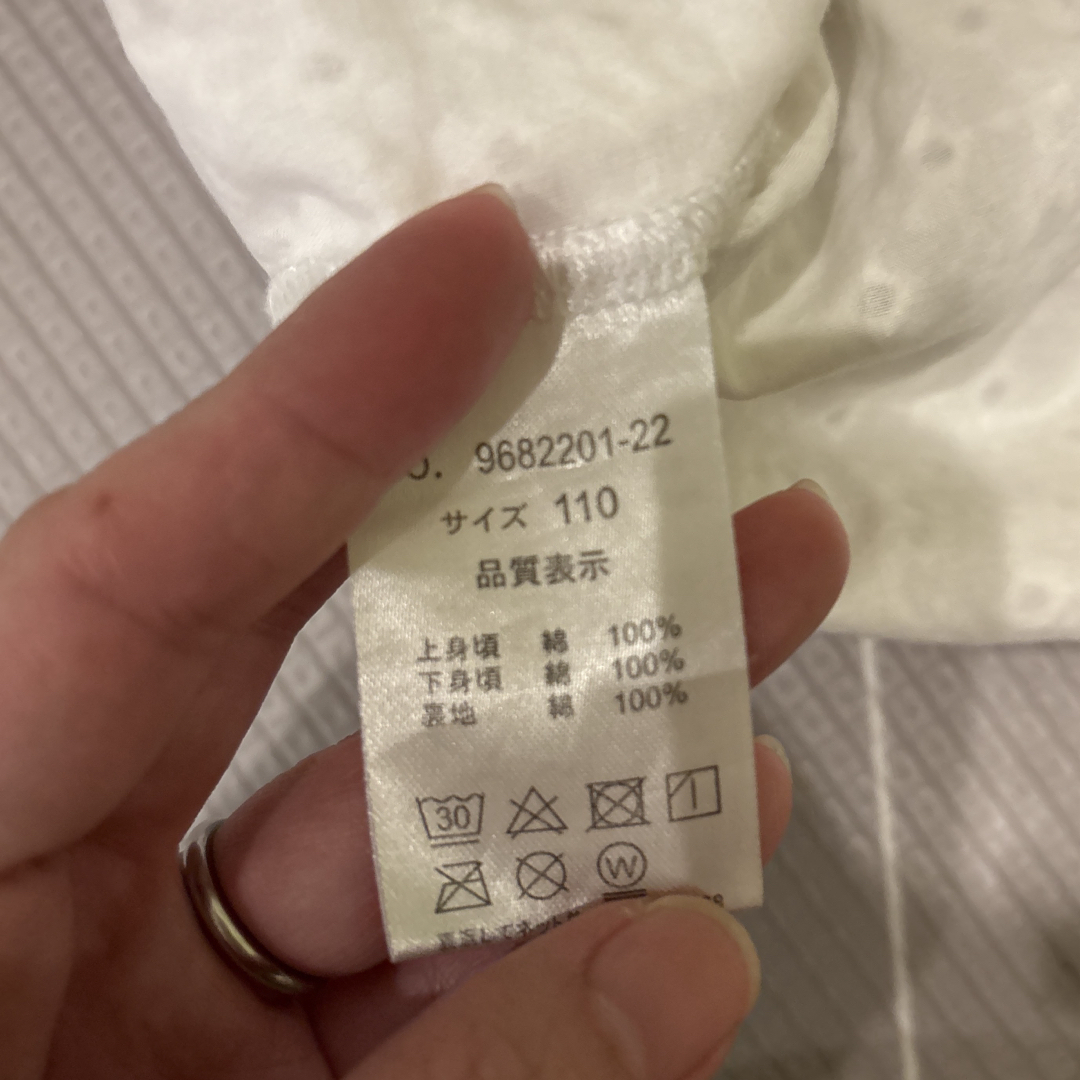 9682201-22
サイズ 110
品質表示
上身頃 綿 100%
下身頃 綿 100%
裏地 綿 100%
30
W